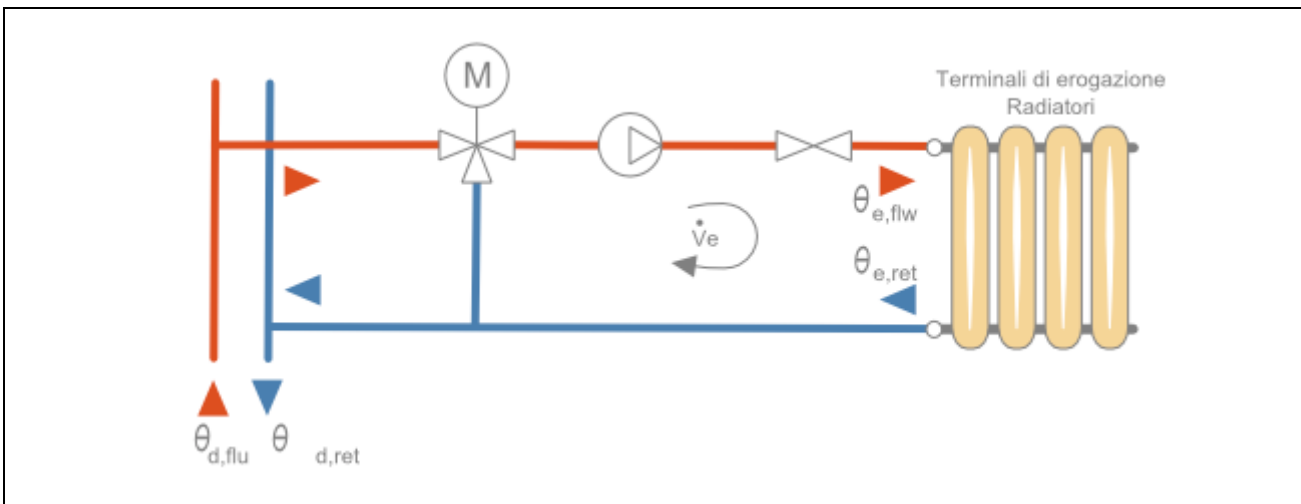 M
Terminali di erogazione
Radiatori
θe,flw
V̇e
θe,ret
θd,flu θ d,ret